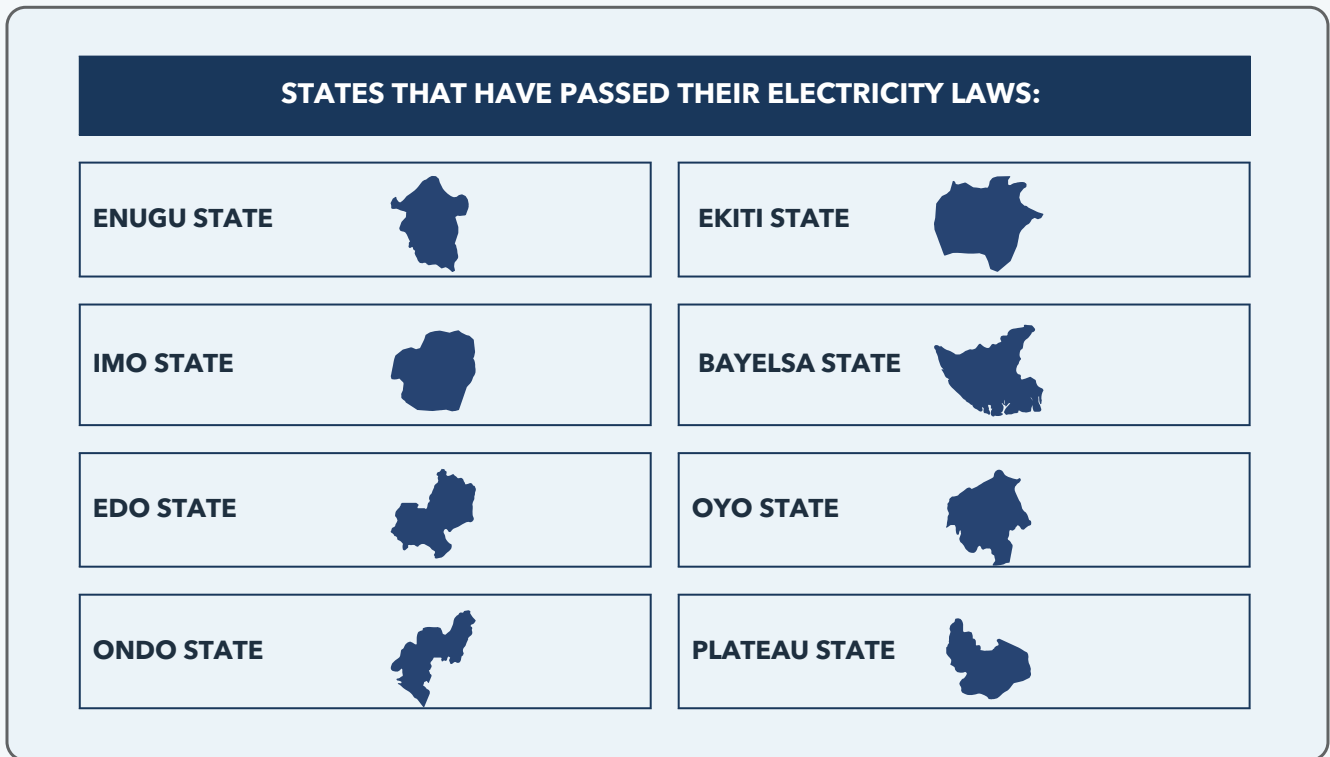 STATES THAT HAVE PASSED THEIR ELECTRICITY LAWS:
ENUGU STATE
EKITI STATE
IMO STATE
BAYELSA STATE
EDO STATE
OYO STATE
ONDO STATE
PLATEAU STATE